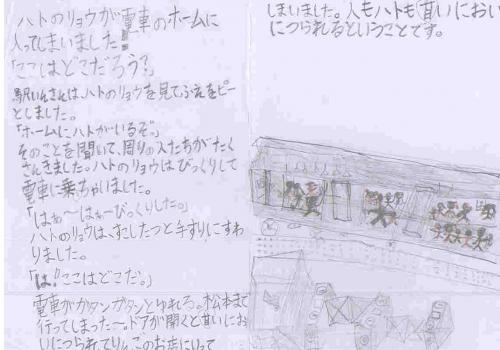 ハトのリョウが電車のホームに
入ってしまいました!
「ここはどこだろう?」
駅いんさんは、ハトのリョウを見てふえをピー
としました。
「ホームにハトがいるぞ。」
そのことを聞いて、周りの人たちがたく
さんきました。ハトのリョウはびっくりして
電車に乗ちゃいました。
「はぁ〜はぁ〜びっくりした。」
ハトのリョウは、すこしたつと手すりにすわ
りました。
「は。ここはどこだ。」
電車がガタンガタンとゆれる。松本まで
行ってしまった〜。ドアが開くと甘いにお
いにつられてりんごのお店にいって
しまいました。人もハトも甘いにおい
につられるということです。